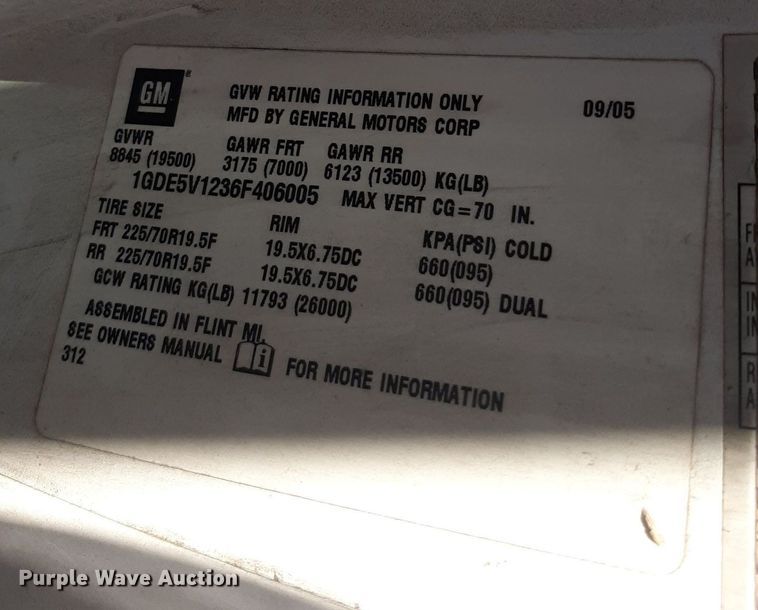 GM
®
GVW RATING INFORMATION ONLY 09/05
MFD BY GENERAL MOTORS CORP
GVWR GAWR FRT GAWR RR
8845 (19500) 3175 (7000) 6123 (13500) KG(LB)
1GDE5V1236F406005 MAX VERT CG=70 IN.
TIRE SIZE RIM KPA(PSI) COLD
FRT 225/70R19.5F 19.5X6.75DC 660(095)
RR 225/70R19.5F 19.5X6.75DC 660(095) DUAL
GCW RATING KG(LB) 11793 (26000)
ASSEMBLED IN FLINT MI.
SEE OWNERS MANUAL i FOR MORE INFORMATION
312
F
A
IN
IN
R
A
Purple Wave Auction